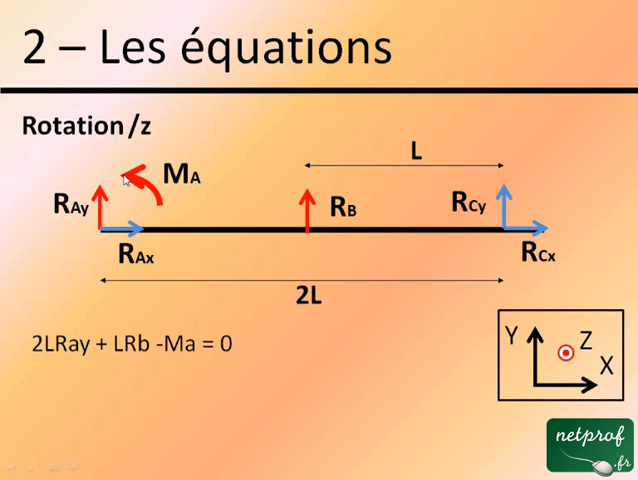 2 – Les équations
Rotation /z
L
MA
RAy
RB
RCy
RAx
RCx
2L
2LRay + LRb -Ma = 0
Y
Z
X
netprof
.fr